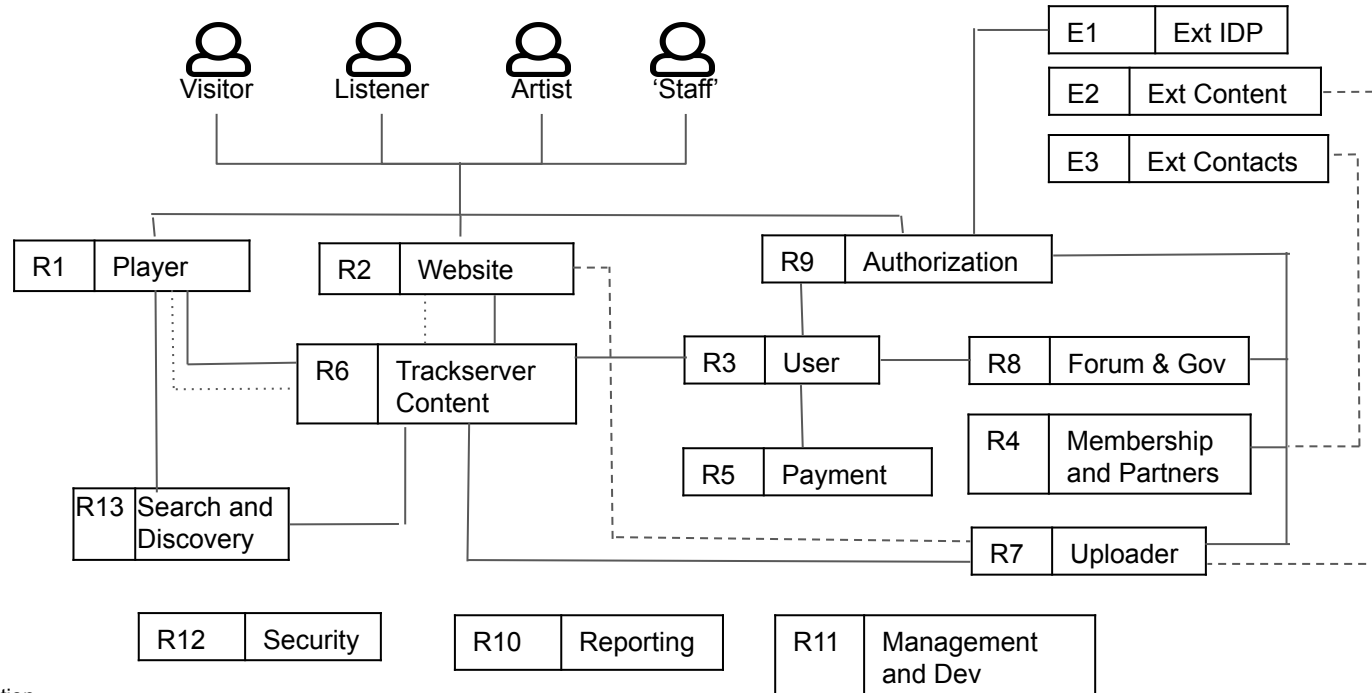 Visitor
Listener
Artist
‘Staff’
E1 Ext IDP
E2 Ext Content
E3 Ext Contacts
R1 Player
R2 Website
R9 Authorization
R6 Trackserver
Content
R3 User
R8 Forum & Gov
R5 Payment
R4 Membership
and Partners
R13 Search and
Discovery
R7 Uploader
R12 Security
R10 Reporting
R11 Management
and Dev